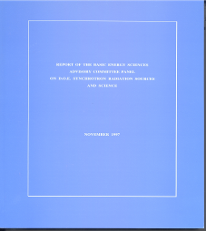 REPORT OF THE BASIC ENERGY SCIENCES
ADVISORY COMMITTEE PANEL
ON D.O.E. SYNCHROTRON RADIATION SOURCES
AND SCIENCE
NOVEMBER 1997